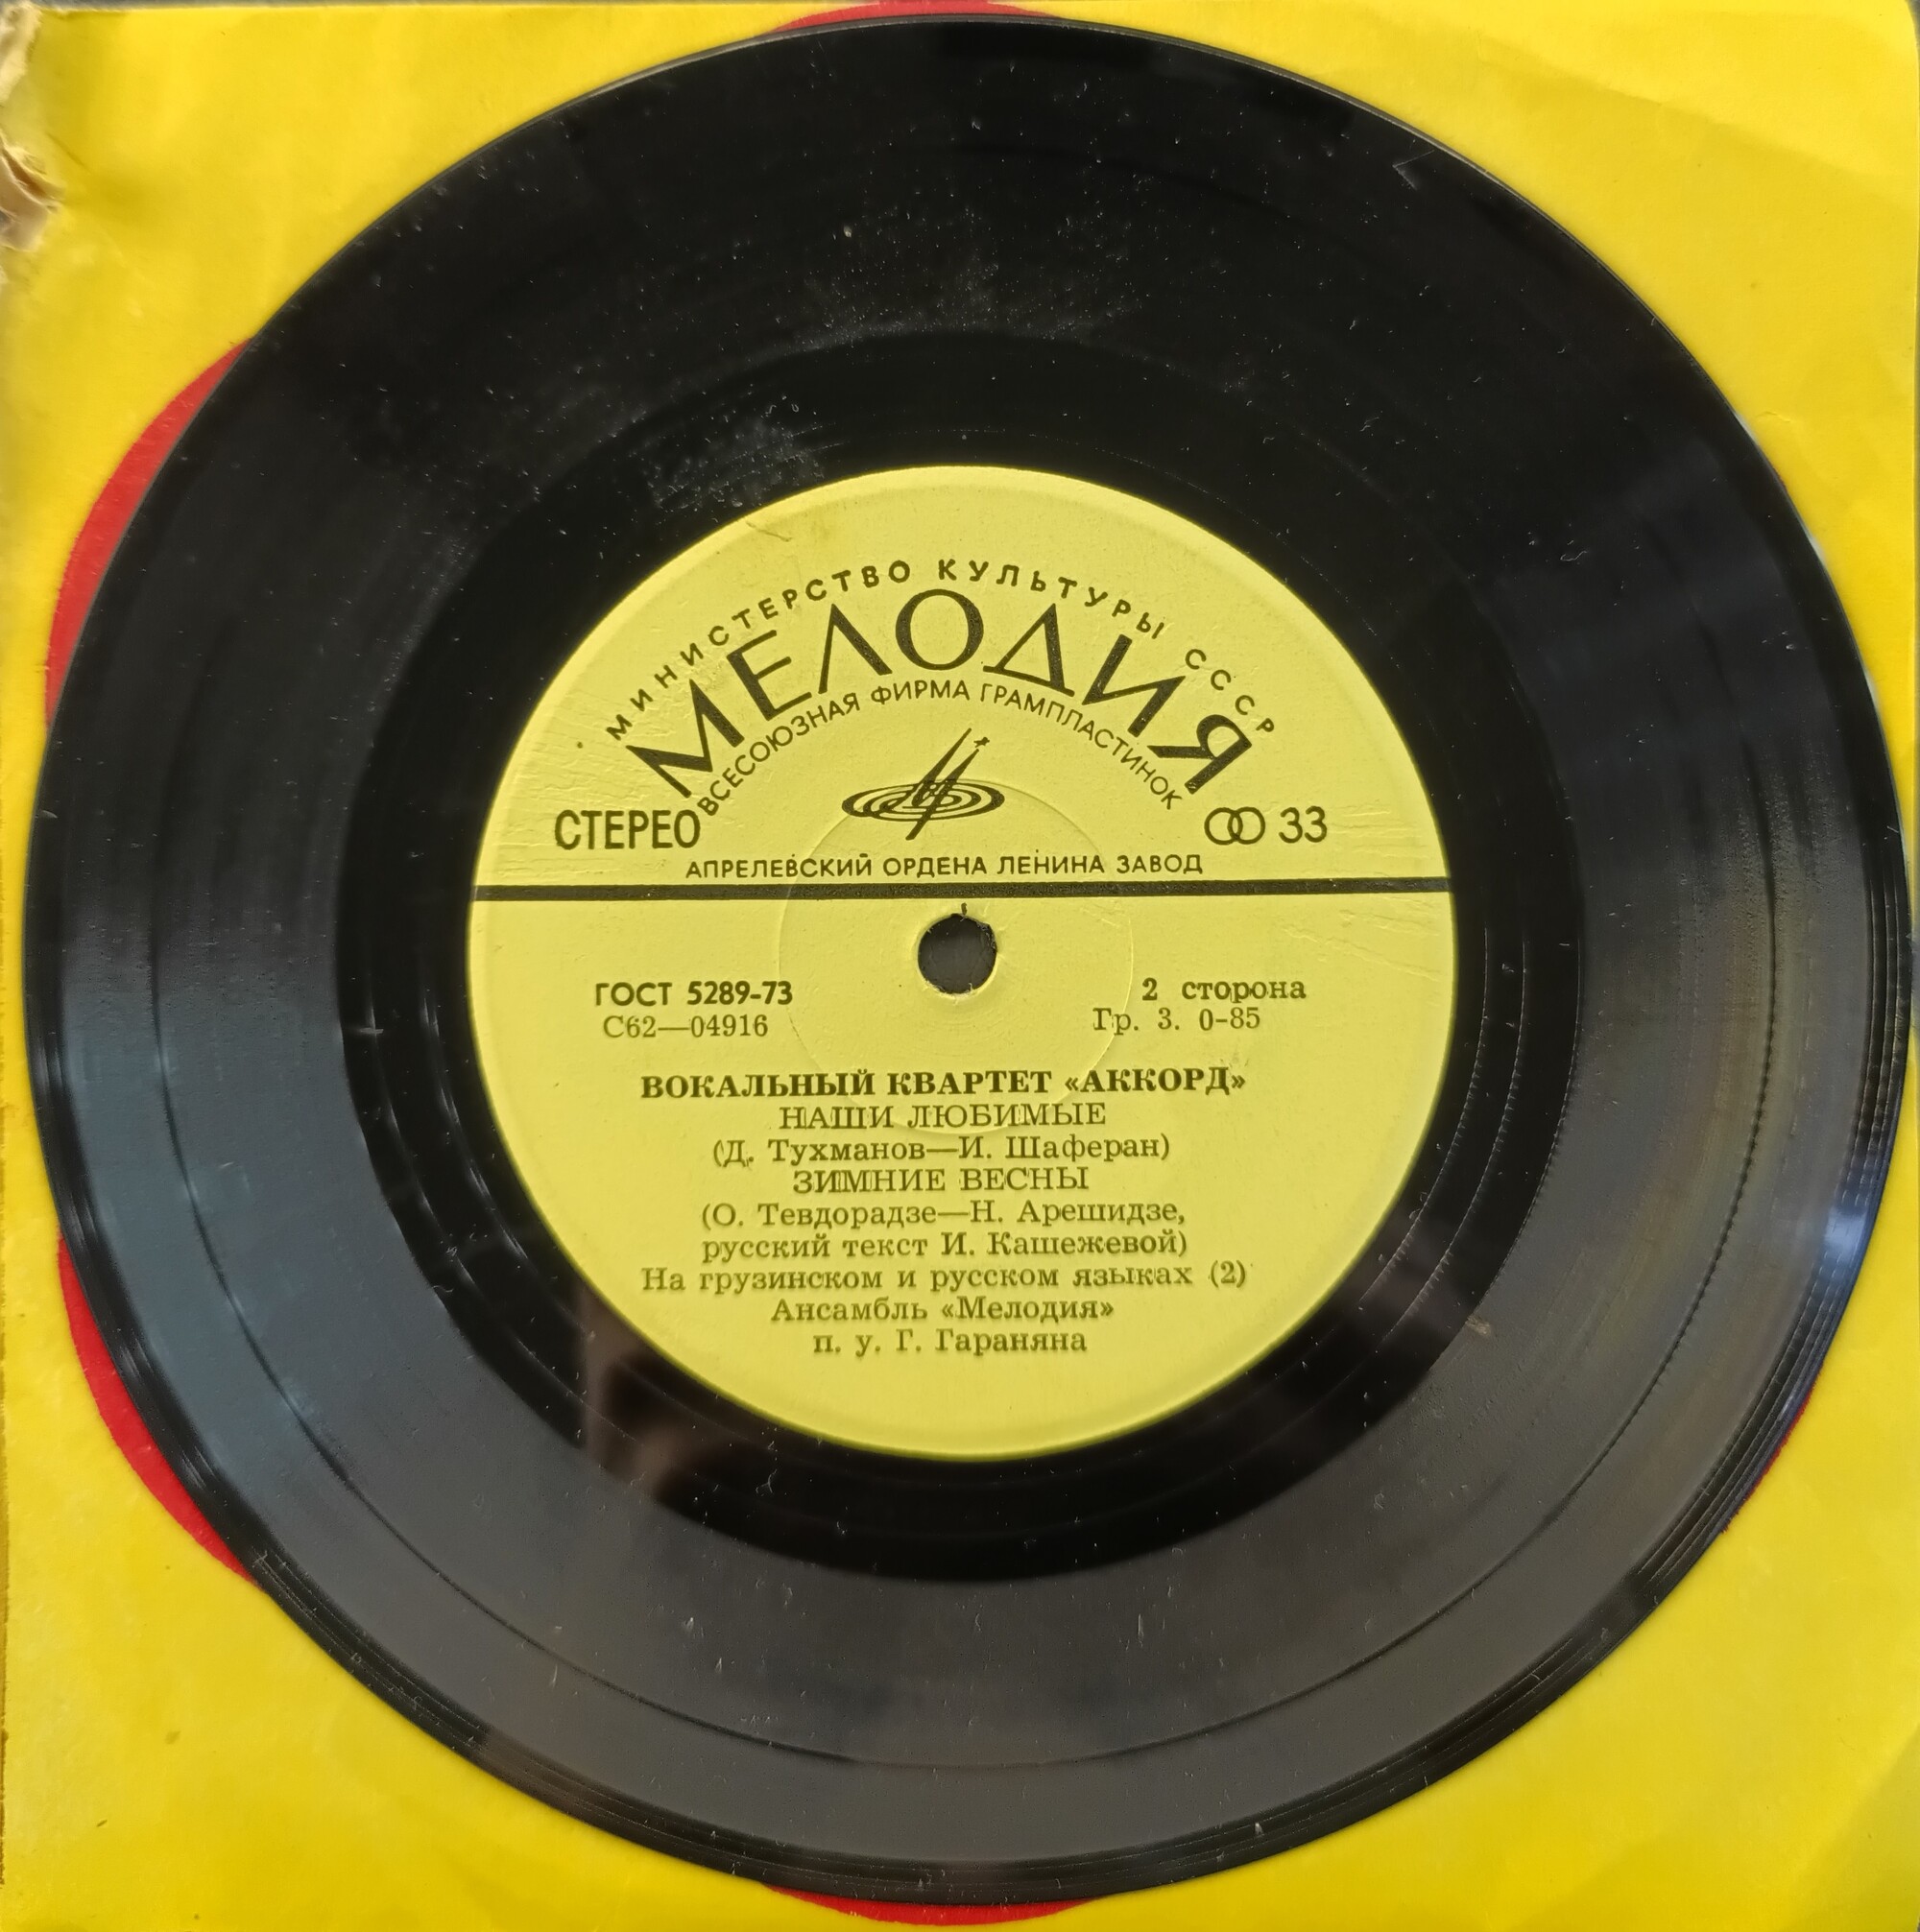 МИНИСТЕРСТВО КУЛЬТУРЫ СССР
МЕЛОДИЯ
ВСЕСОЮЗНАЯ ФИРМА ГРАМПЛАСТИНОК
СТЕРЕО 33
АПРЕЛЕВСКИЙ ОРДЕНА ЛЕНИНА ЗАВОД
ГОСТ 5289-73 2 сторона
С62—04916 Гр. 3. 0-85
ВОКАЛЬНЫЙ КВАРТЕТ «АККОРД»
НАШИ ЛЮБИМЫЕ
(Д. Тухманов—И. Шаферан)
ЗИМНИЕ ВЕСНЫ
(О. Тевдорадзе—Н. Арешидзе,
русский текст И. Кашежевой)
На грузинском и русском языках (2)
Ансамбль «Мелодия»
п. у. Г. Гараняна